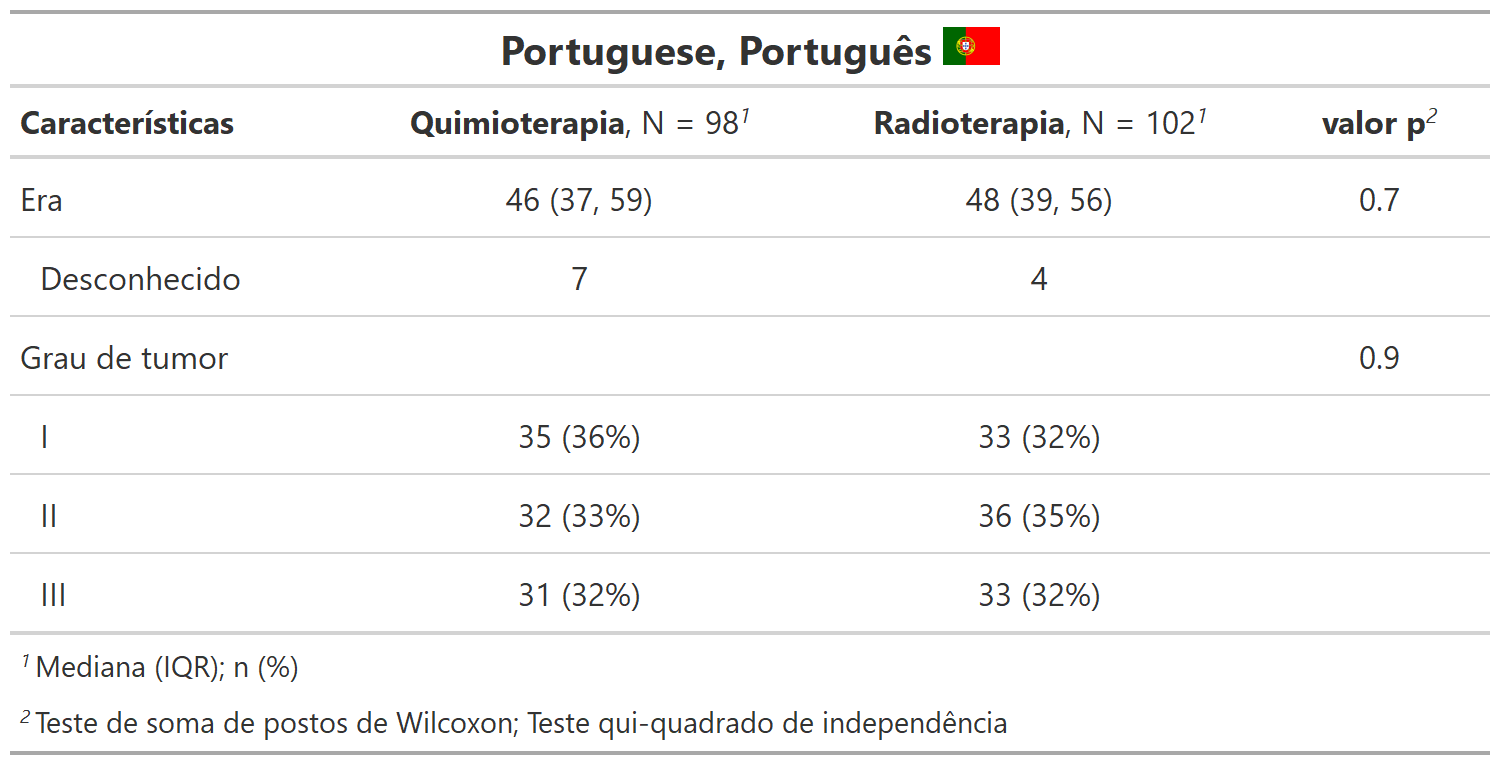 Portuguese, Português
Características Quimioterapia, N = 98¹ Radioterapia, N = 102¹ valor p²
Era 46 (37, 59) 48 (39, 56) 0.7
Desconhecido 7 4
Grau de tumor 0.9
I 35 (36%) 33 (32%)
II 32 (33%) 36 (35%)
III 31 (32%) 33 (32%)
¹ Mediana (IQR); n (%)
² Teste de soma de postos de Wilcoxon; Teste qui-quadrado de independência